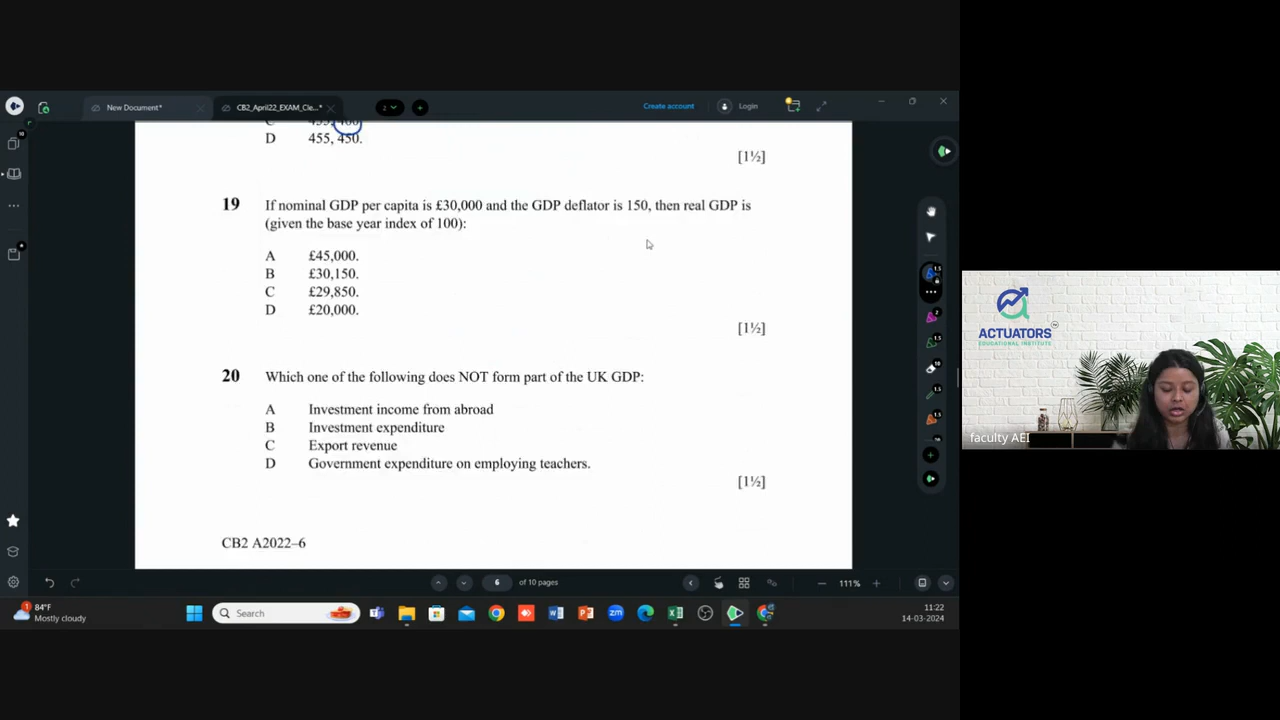 New Document*
CB2_April22_EXAM_Cle...*
2
Create account
Login
D 455, 450.
[1½]
19 If nominal GDP per capita is £30,000 and the GDP deflator is 150, then real GDP is
(given the base year index of 100):
A £45,000.
B £30,150.
C £29,850.
D £20,000.
[1½]
20 Which one of the following does NOT form part of the UK GDP:
A Investment income from abroad
B Investment expenditure
C Export revenue
D Government expenditure on employing teachers.
[1½]
CB2 A2022–6
6 of 10 pages
111%
84°F
Mostly cloudy
Search
11:22
14-03-2024
ACTUATORS
EDUCATIONAL INSTITUTE
faculty AEI